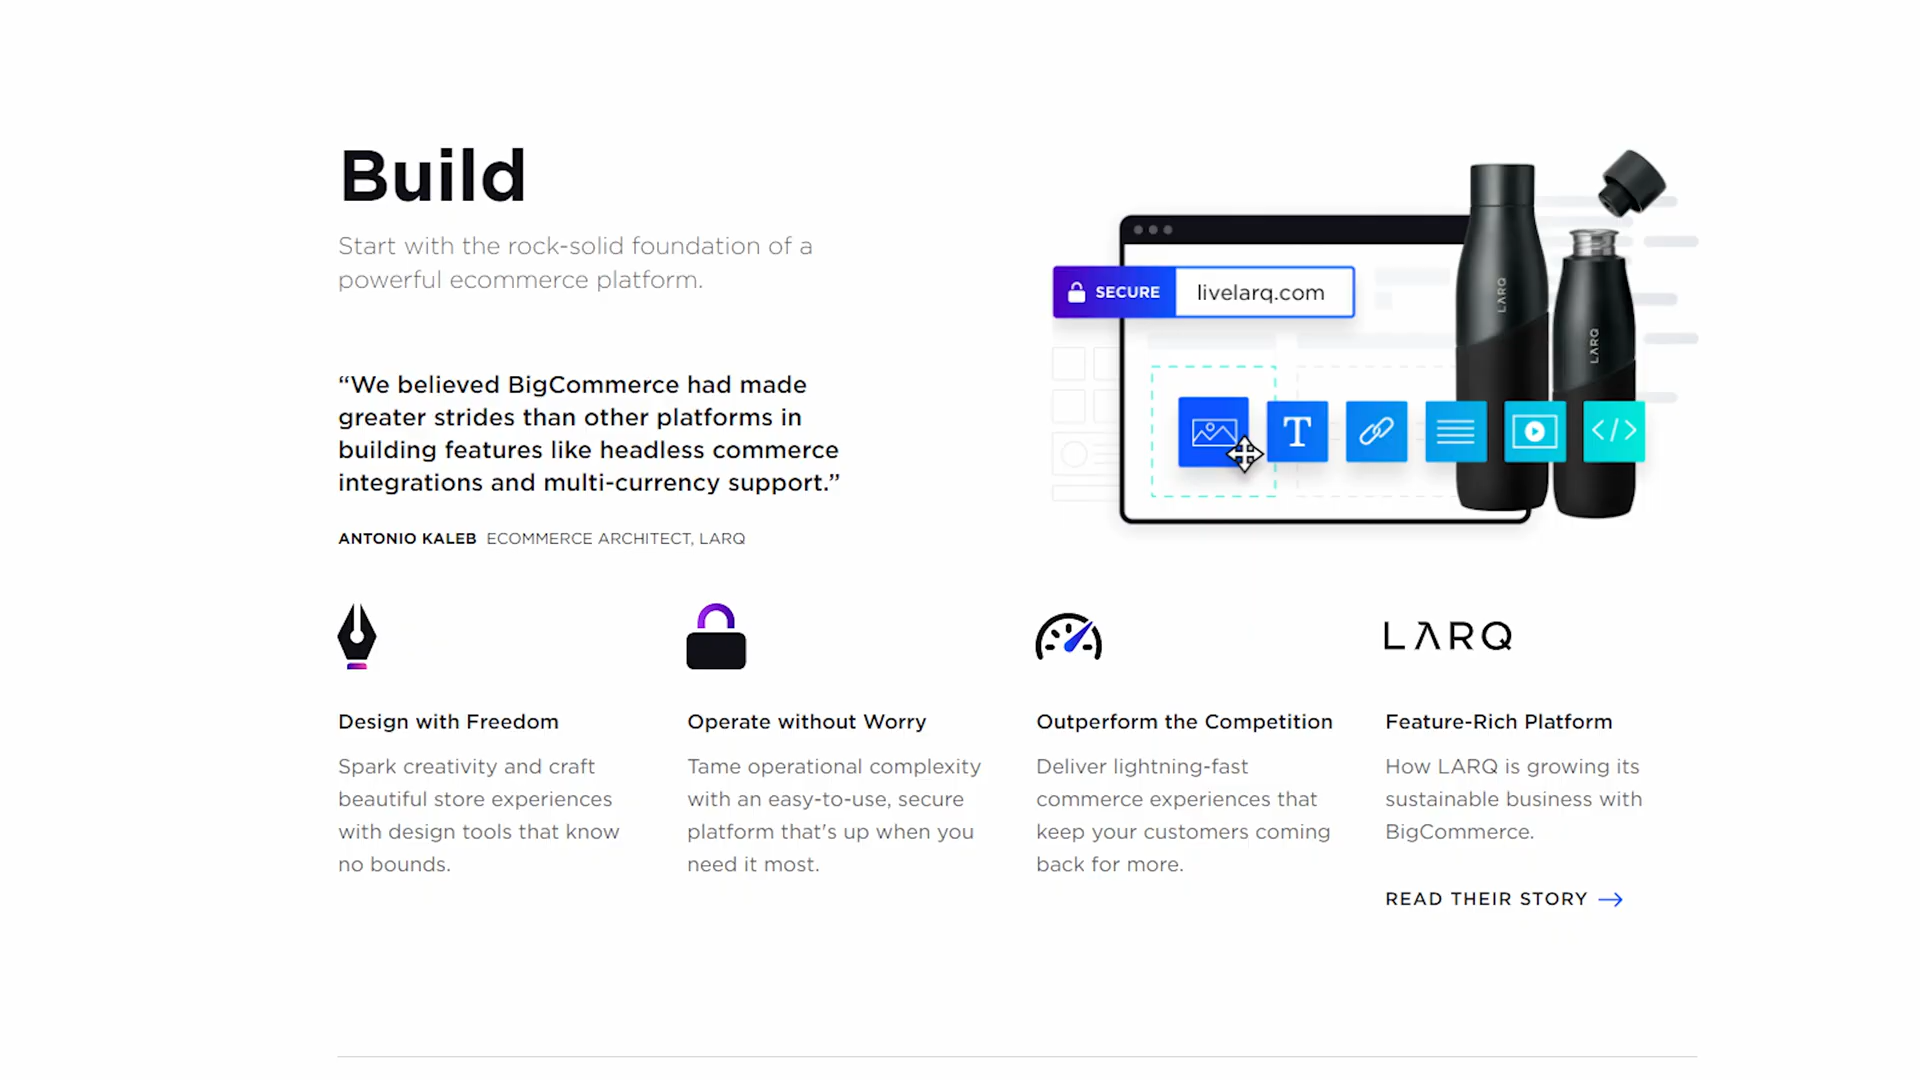 Build
Start with the rock-solid foundation of a
powerful ecommerce platform.
“We believed BigCommerce had made
greater strides than other platforms in
building features like headless commerce
integrations and multi-currency support.”
ANTONIO KALEB ECOMMERCE ARCHITECT, LARQ
SECURE livelarq.com
LARQ
LARQ
T
</>
Design with Freedom
Spark creativity and craft
beautiful store experiences
with design tools that know
no bounds.
Operate without Worry
Tame operational complexity
with an easy-to-use, secure
platform that's up when you
need it most.
Outperform the Competition
Deliver lightning-fast
commerce experiences that
keep your customers coming
back for more.
LARQ
Feature-Rich Platform
How LARQ is growing its
sustainable business with
BigCommerce.
READ THEIR STORY →